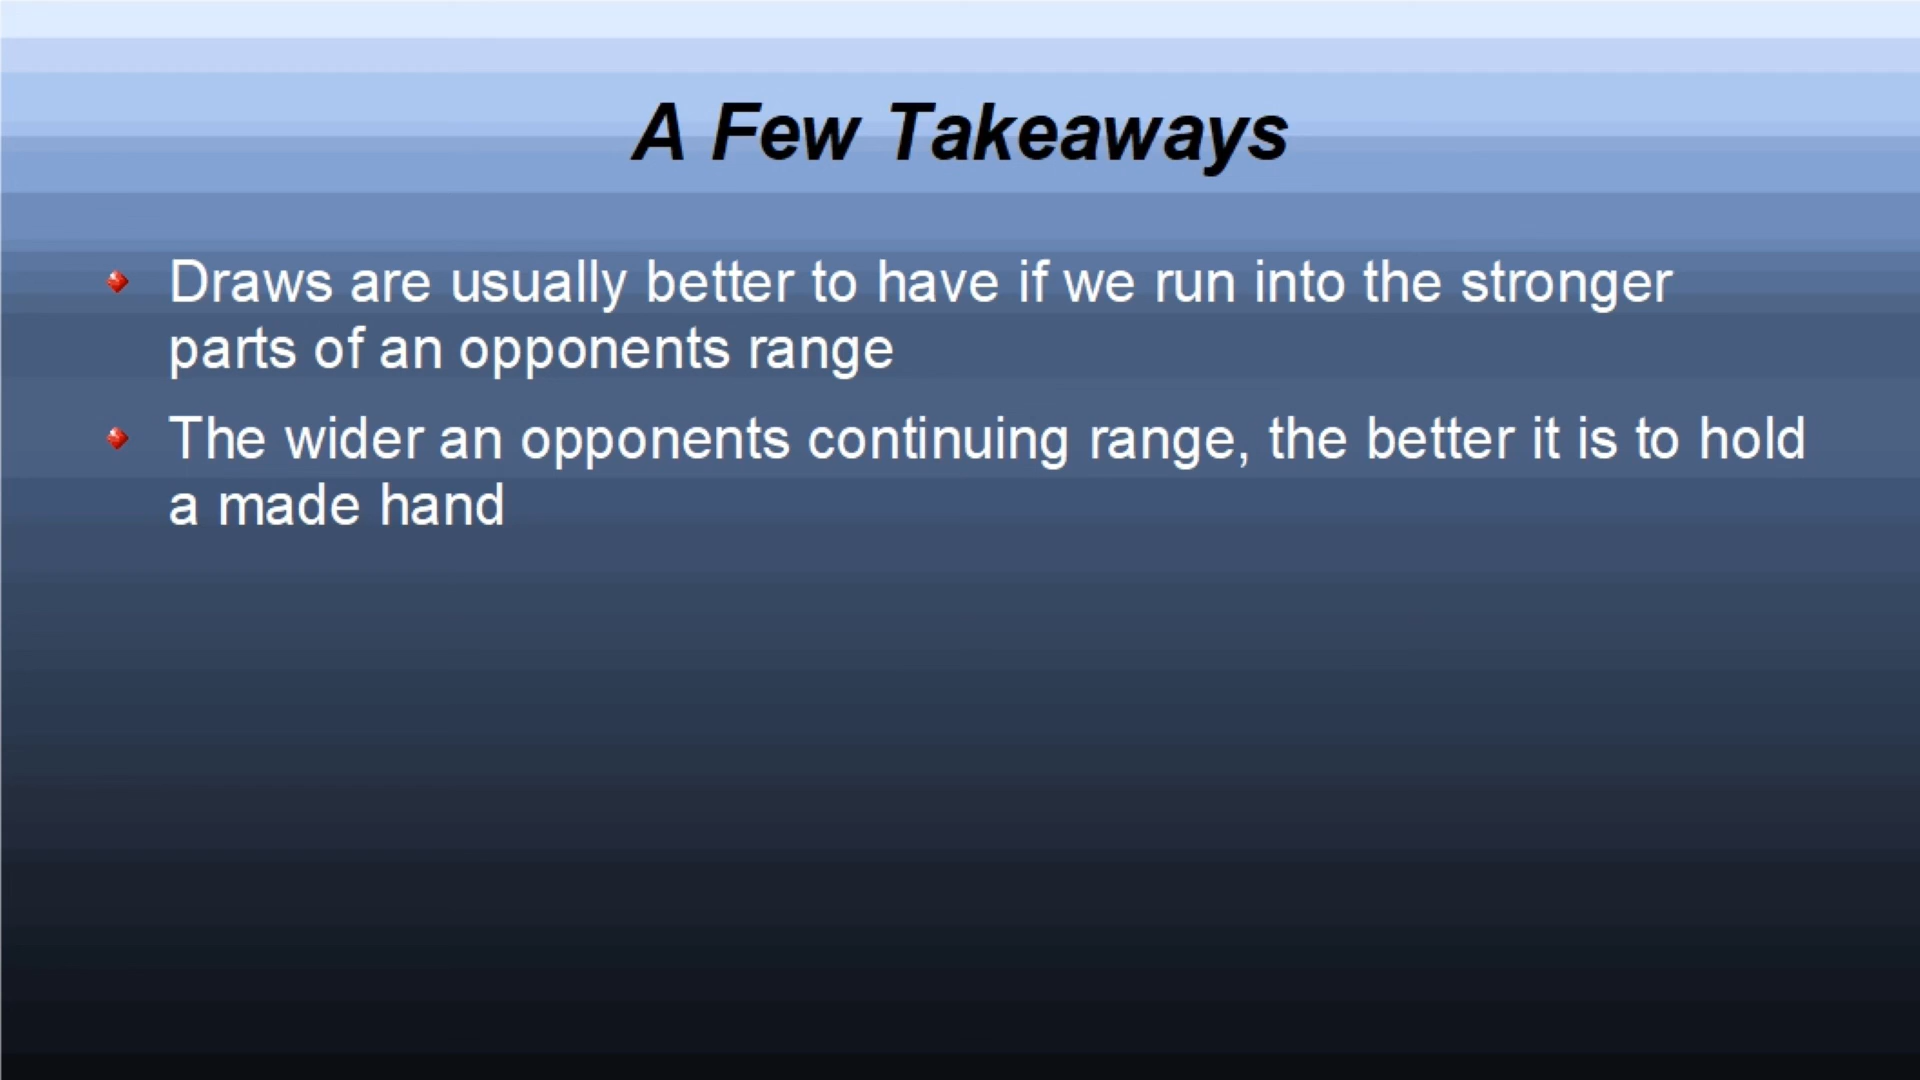 A Few Takeaways
Draws are usually better to have if we run into the stronger
parts of an opponents range
The wider an opponents continuing range, the better it is to hold
a made hand